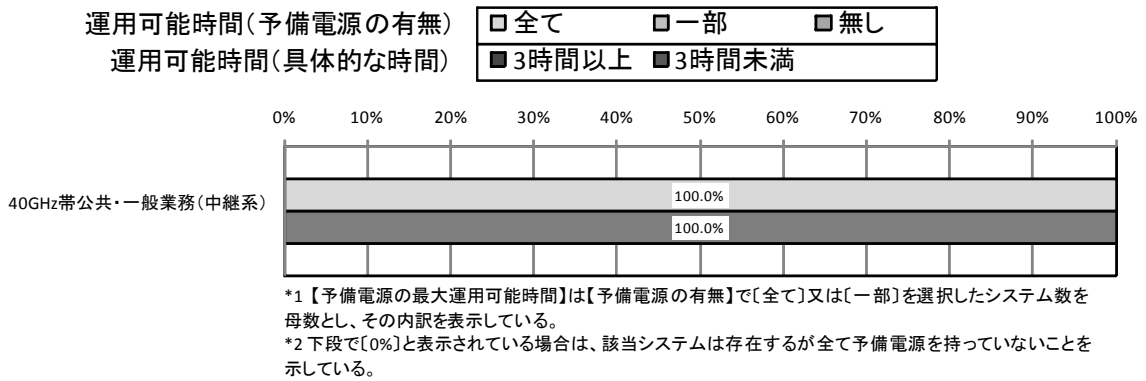 運用可能時間(予備電源の有無) 全て 一部 無し
運用可能時間(具体的な時間) 3時間以上 3時間未満
0% 10% 20% 30% 40% 50% 60% 70% 80% 90% 100%
100.0%
40GHz帯公共・一般業務(中継系)
100.0%
*1 【予備電源の最大運用可能時間】は【予備電源の有無】で〔全て〕又は〔一部〕を選択したシステム数を
母数とし、その内訳を表示している。
*2 下段で〔0%〕と表示されている場合は、該当システムは存在するが全て予備電源を持っていないことを
示している。